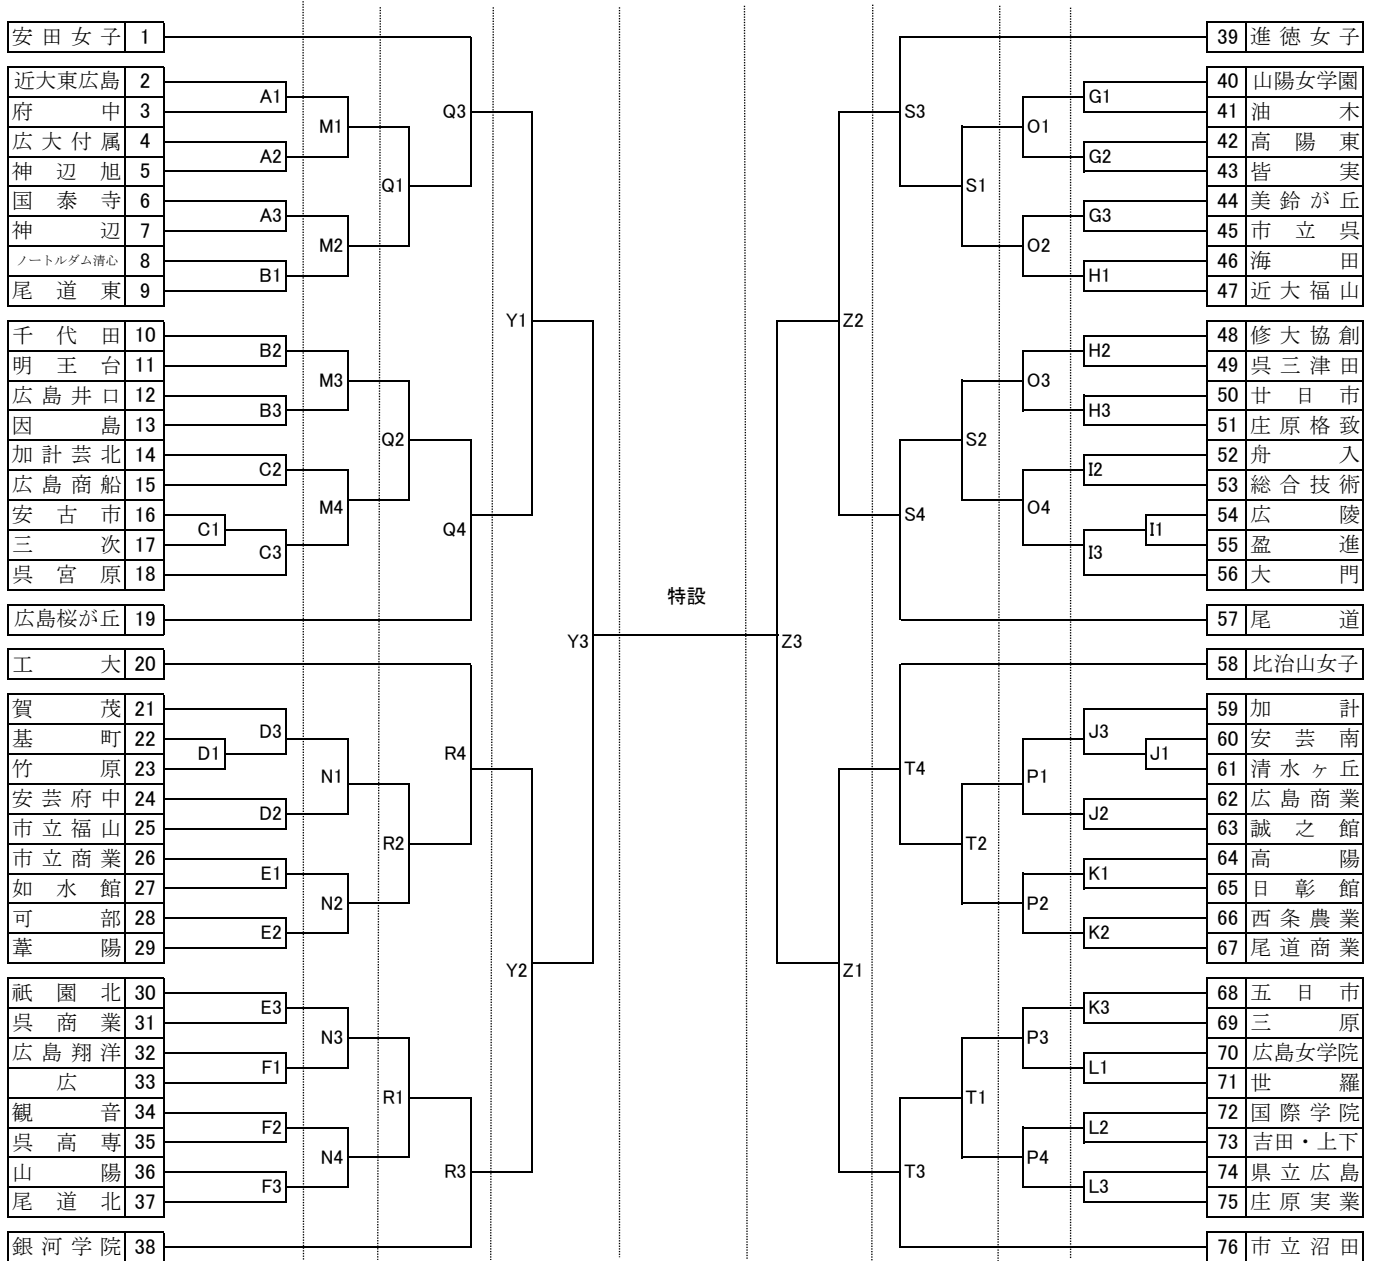 安田女子 1
近大東広島 2
府中 3
広大付属 4
神辺旭 5
国泰寺 6
神辺 7
ノートルダム清心 8
尾道東 9
千代田 10
明王台 11
広島井口 12
因島 13
加計芸北 14
広島商船 15
安古市 16
三次 17
呉宮原 18
広島桜が丘 19
工大 20
賀茂 21
基町 22
竹原 23
安芸府中 24
市立福山 25
市立商業 26
如水館 27
可部 28
葦陽 29
祇園北 30
呉商業 31
広島翔洋 32
広 33
観音 34
呉高専 35
山陽 36
尾道北 37
銀河学院 38
A1
A2
A3
B1
B2
B3
C2
C1
C3
D3
D1
D2
E1
E2
E3
F1
F2
F3
M1
M2
M3
M4
N1
N2
N3
N4
Q1
Q2
R2
R1
Q3
Q4
R4
R3
Y1
Y2
Y3
特設
Z3
Z2
Z1
S3
S4
T4
T3
S1
S2
T2
T1
O1
O2
O3
O4
P1
P2
P3
P4
G1
G2
G3
H1
H2
H3
I2
I1
I3
J3
J1
J2
K1
K2
K3
L1
L2
L3
39 進徳女子
40 山陽女学園
41 油木
42 高陽東
43 皆実
44 美鈴が丘
45 市立呉
46 海田
47 近大福山
48 修大協創
49 呉三津田
50 廿日市
51 庄原格致
52 舟入
53 総合技術
54 広陵
55 盈進
56 大門
57 尾道
58 比治山女子
59 加計
60 安芸南
61 清水ヶ丘
62 広島商業
63 誠之館
64 高陽
65 日彰館
66 西条農業
67 尾道商業
68 五日市
69 三原
70 広島女学院
71 世羅
72 国際学院
73 吉田・上下
74 県立広島
75 庄原実業
76 市立沼田